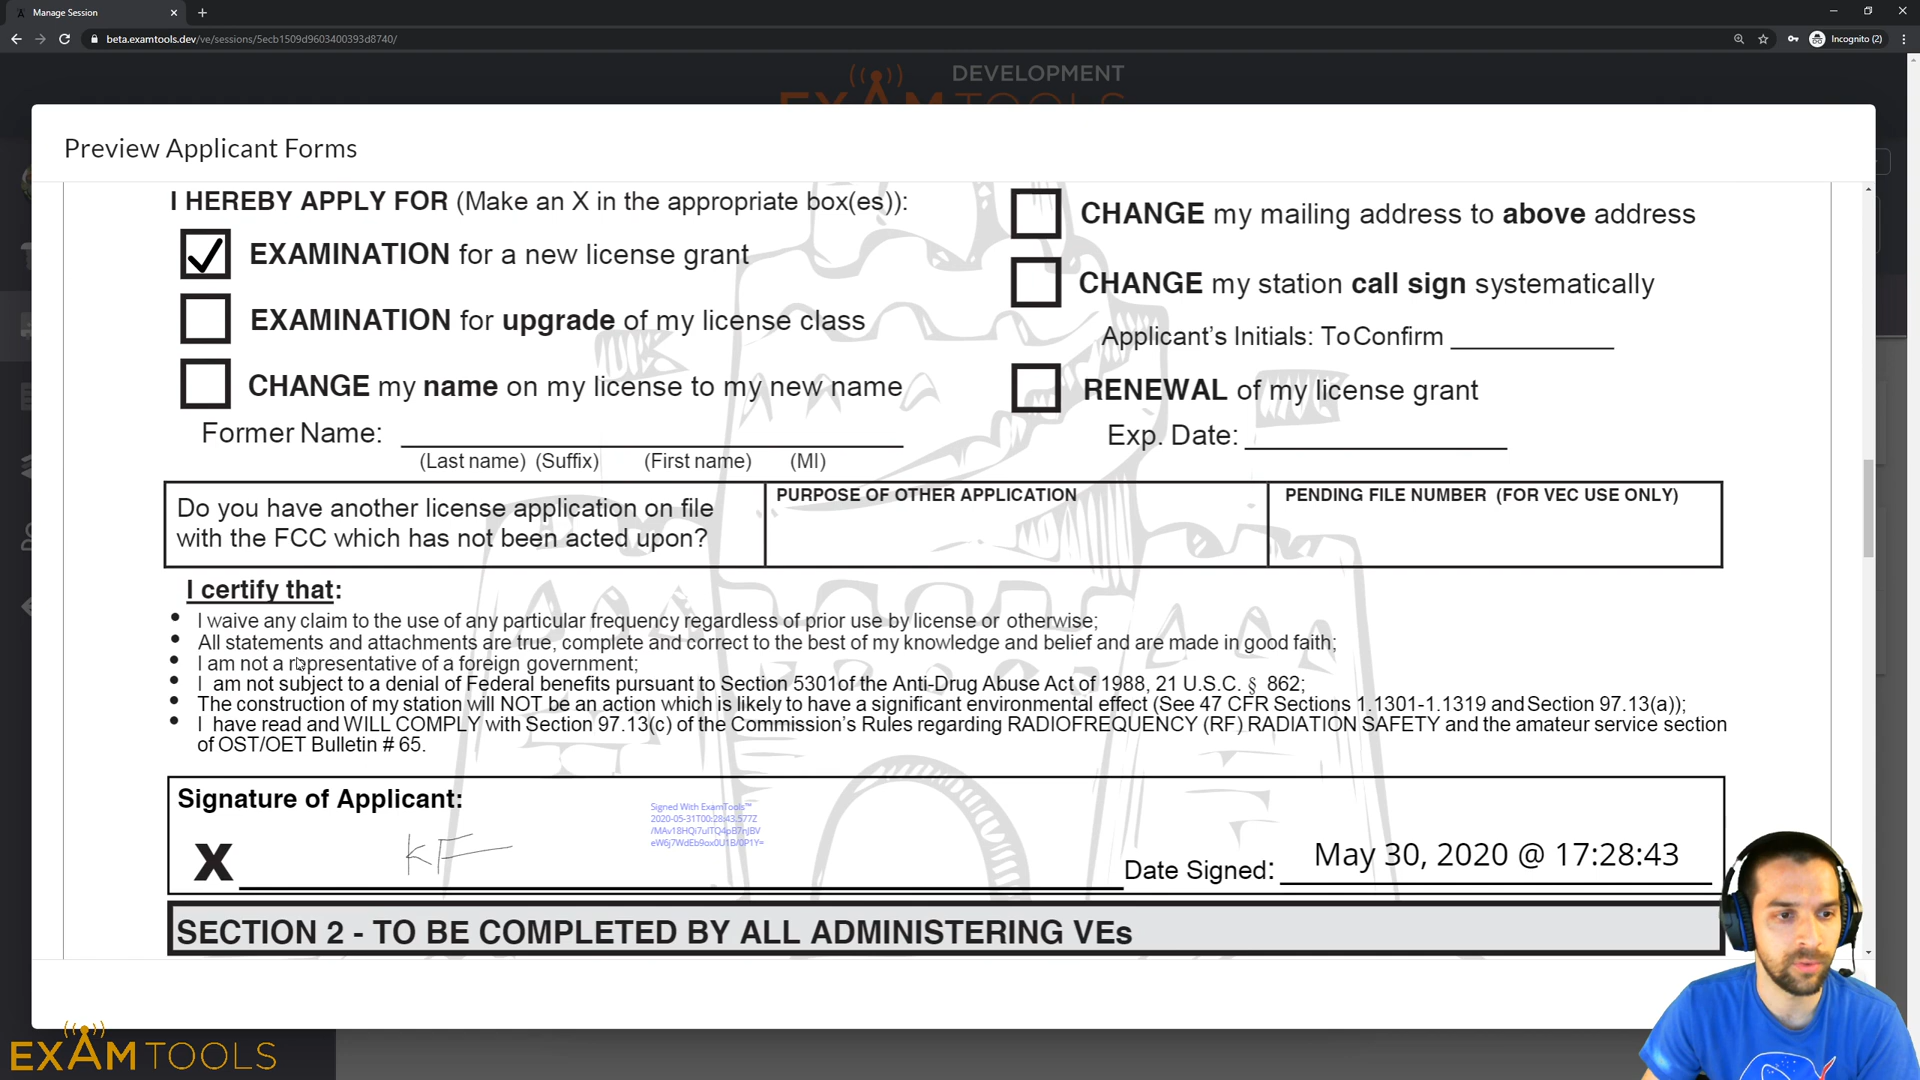 Manage Session
beta.examtools.dev/ve/sessions/5ecb1509d9603400393d8740/
Incognito (2)
DEVELOPMENT
EXAMTOOLS
Preview Applicant Forms
I HEREBY APPLY FOR (Make an X in the appropriate box(es)):
EXAMINATION for a new license grant
EXAMINATION for upgrade of my license class
CHANGE my name on my license to my new name
Former Name:
(Last name) (Suffix) (First name) (MI)
CHANGE my mailing address to above address
CHANGE my station call sign systematically
Applicant's Initials: To Confirm
RENEWAL of my license grant
Exp. Date:
Do you have another license application on file
with the FCC which has not been acted upon?
PURPOSE OF OTHER APPLICATION
PENDING FILE NUMBER (FOR VEC USE ONLY)
I certify that:
I waive any claim to the use of any particular frequency regardless of prior use by license or otherwise;
All statements and attachments are true, complete and correct to the best of my knowledge and belief and are made in good faith;
I am not a representative of a foreign government;
I am not subject to a denial of Federal benefits pursuant to Section 5301of the Anti-Drug Abuse Act of 1988, 21 U.S.C. § 862;
The construction of my station will NOT be an action which is likely to have a significant environmental effect (See 47 CFR Sections 1.1301-1.1319 and Section 97.13(a));
I have read and WILL COMPLY with Section 97.13(c) of the Commission's Rules regarding RADIOFREQUENCY (RF) RADIATION SAFETY and the amateur service section
of OST/OET Bulletin # 65.
Signature of Applicant:
X KF
Signed With ExamTools™
2020-05-31T00:28:43.577Z
Date Signed: May 30, 2020 @ 17:28:43
SECTION 2 - TO BE COMPLETED BY ALL ADMINISTERING VEs
EXAMTOOLS